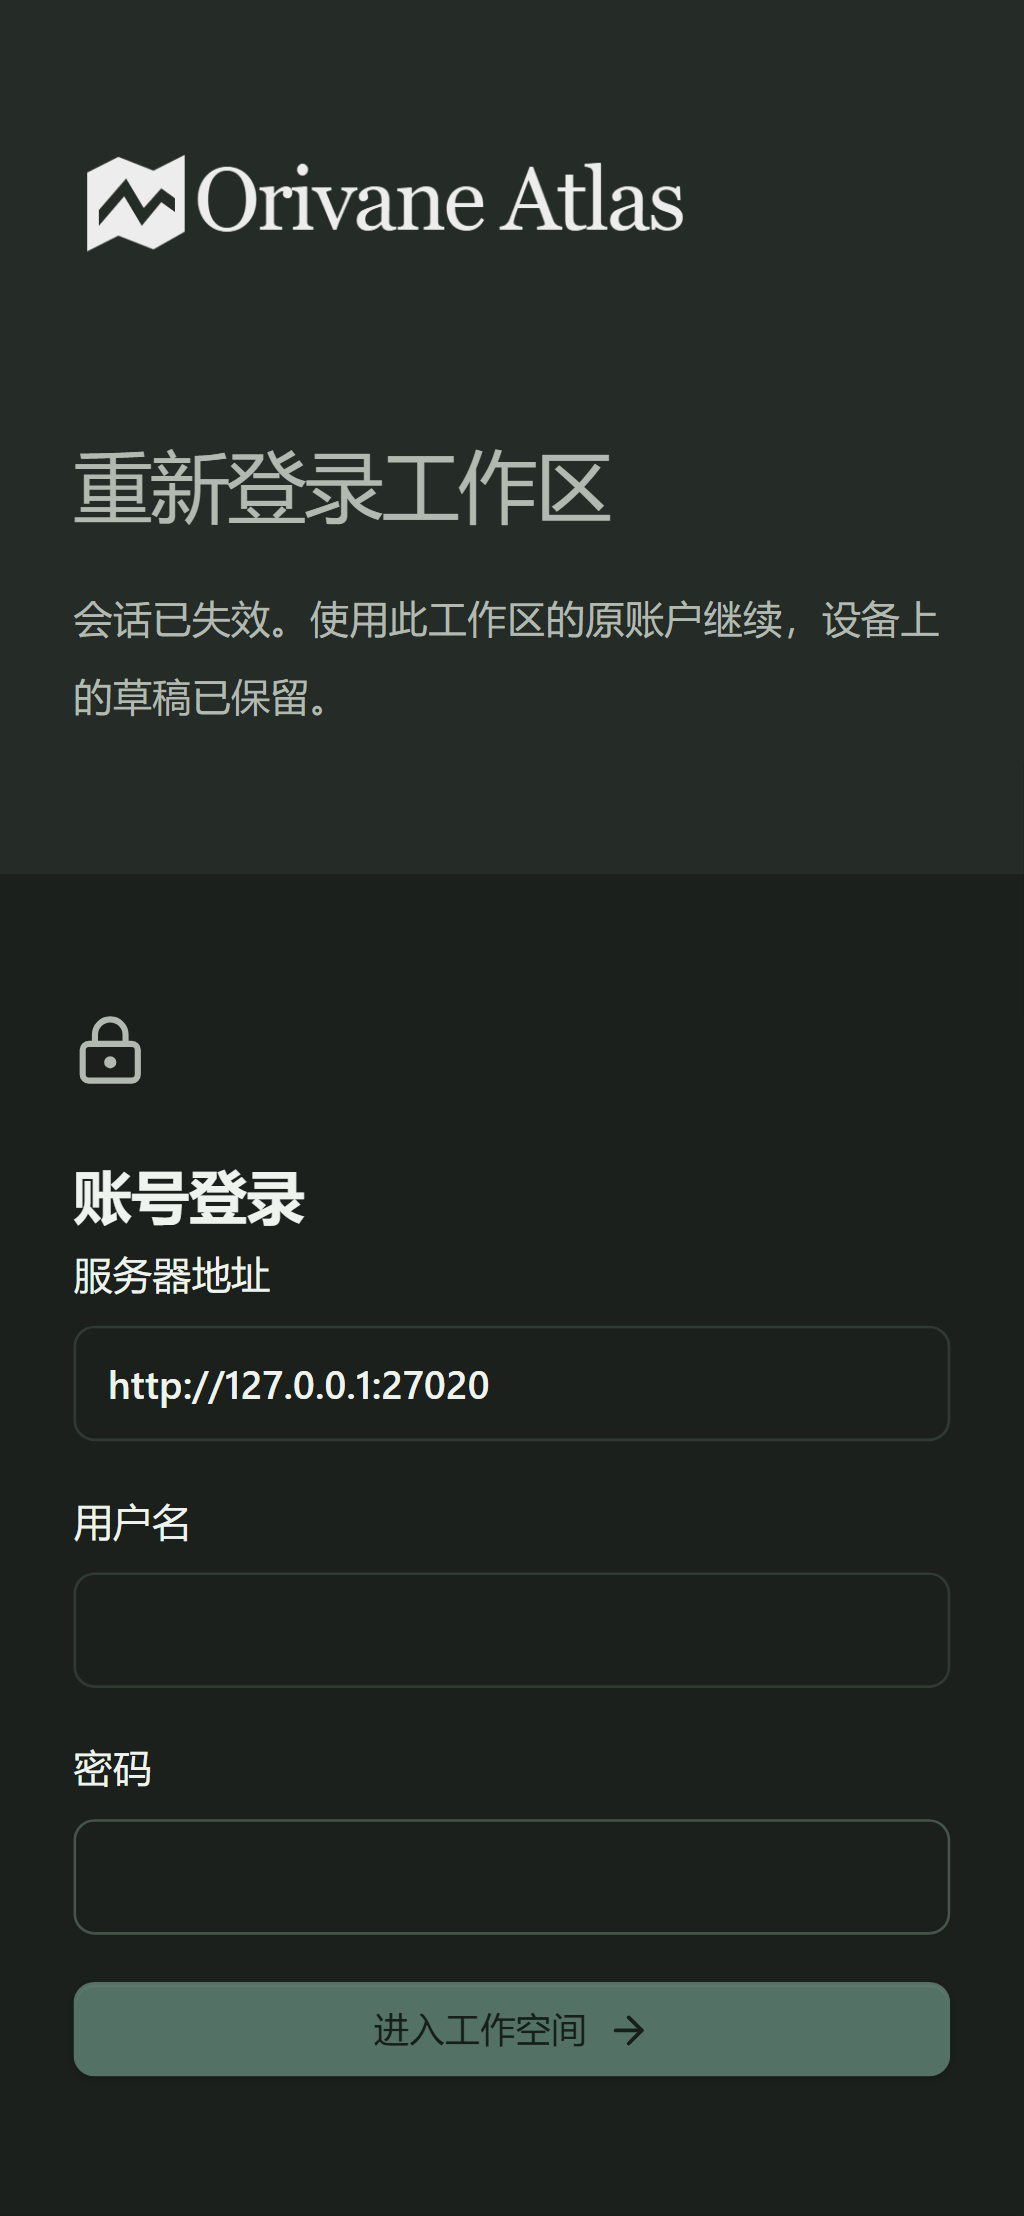 Orivane Atlas
重新登录工作区
会话已失效。使用此工作区的原账户继续，设备上
的草稿已保留。
账号登录
服务器地址
http://127.0.0.1:27020
用户名
密码
进入工作空间 →